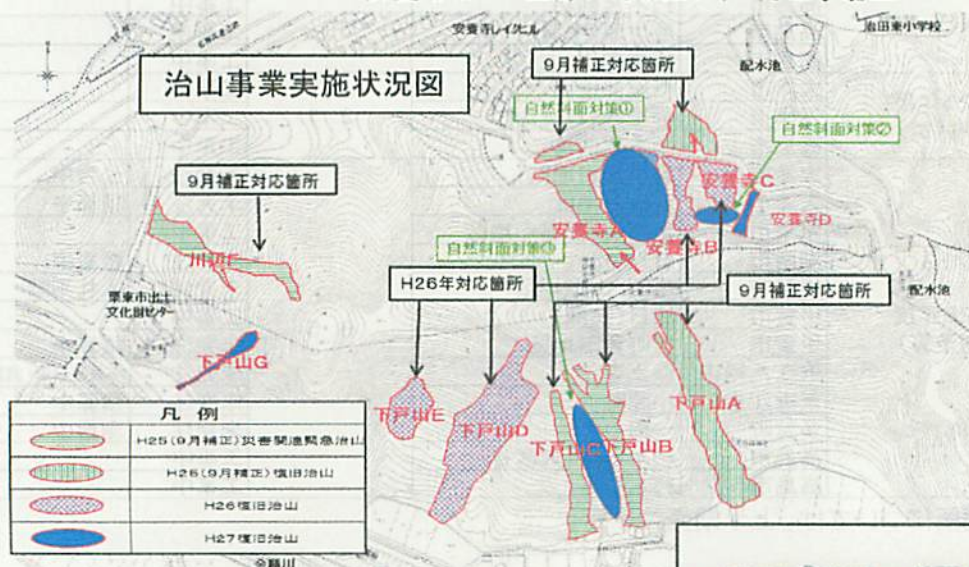 安養寺レイクヒル
治田東小学校
治山事業実施状況図
9月補正対応箇所
配水池
自然斜面対策①
自然斜面対策②
9月補正対応箇所
安養寺C
安養寺A
安養寺D
安養寺B
川辺F
自然斜面対策③
H26年対応箇所
9月補正対応箇所
配水池
栗東市出土
文化財センター
下戸山G
下戸山E
下戸山D
下戸山A
下戸山C
下戸山B
凡例
H25(9月補正)災害関連緊急治山
H26(9月補正)復旧治山
H26復旧治山
H27復旧治山
金勝川